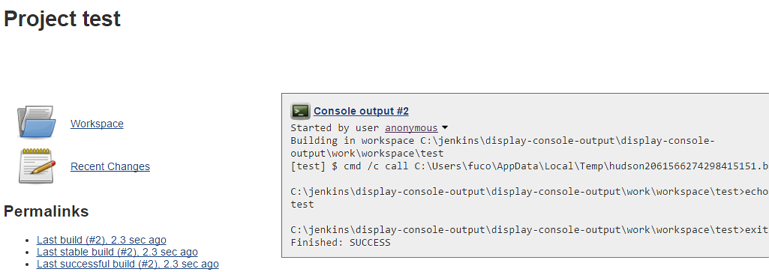 Project test
Workspace
Recent Changes
Permalinks
Last build (#2), 2.3 sec ago
Last stable build (#2), 2.3 sec ago
Last successful build (#2), 2.3 sec ago
Console output #2
Started by user anonymous
Building in workspace C:\jenkins\display-console-output\display-console-
output\work\workspace\test
[test] $ cmd /c call C:\Users\fuco\AppData\Local\Temp\hudson2061566274298415151.b
C:\jenkins\display-console-output\display-console-output\work\workspace\test>echo
test
C:\jenkins\display-console-output\display-console-output\work\workspace\test>exit
Finished: SUCCESS